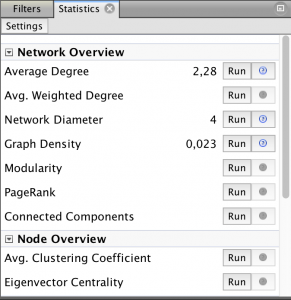 Filters Statistics
Settings
Network Overview
Average Degree 2,28 Run
Avg. Weighted Degree Run
Network Diameter 4 Run
Graph Density 0,023 Run
Modularity Run
PageRank Run
Connected Components Run
Node Overview
Avg. Clustering Coefficient Run
Eigenvector Centrality Run